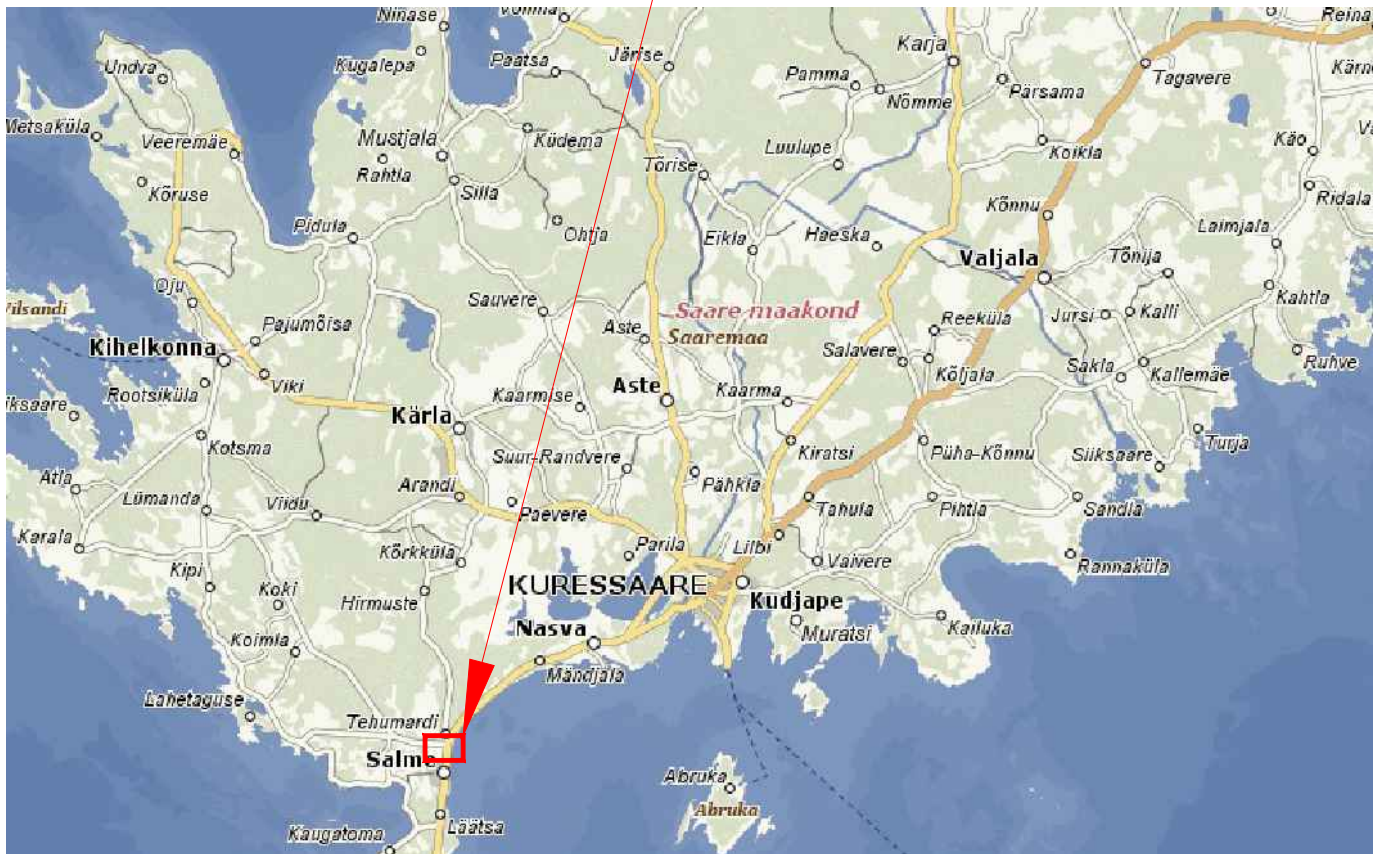 Ninase
Järise
Karja
Reina
Undva
Kugalepa
Paatsa
Pamma
Nõmme
Pärsama
Tagavere
Metsaküla
Veeremäe
Mustjala
Küdema
Luulupe
Koikla
Käo
Kõruse
Rahtla
Silla
Tõrise
Ridala
Pidula
Ohtja
Eikla
Haeska
Kõnnu
Laimjala
Valjala
Tõnija
Oju
Vilsandi
Sauvere
Saare maakond
Kahtla
Pajumõisa
Aste
Saaremaa
Reeküla
Jursi
Kalli
Kihelkonna
Salavere
Ruhve
Rootsiküla
Viki
Kaarmise
Aste
Kaarma
Kõljala
Sakla
Kallemäe
Kärla
Kotsma
Suur-Randvere
Kiratsi
Püha-Kõnnu
Turja
Siiksaare
Atla
Lümanda
Viidu
Arandi
Pähkla
Paevere
Tahula
Pihtla
Sandla
Karala
Kõrkküla
Parila
Lilbi
Vaivere
Rannaküla
Kipi
Koki
Hirmuste
KURESSAARE
Kudjape
Koimla
Nasva
Muratsi
Kailuka
Mändjala
Lahetaguse
Tehumardi
Salme
Abruka
Abruka
Läätsa
Kaugatoma